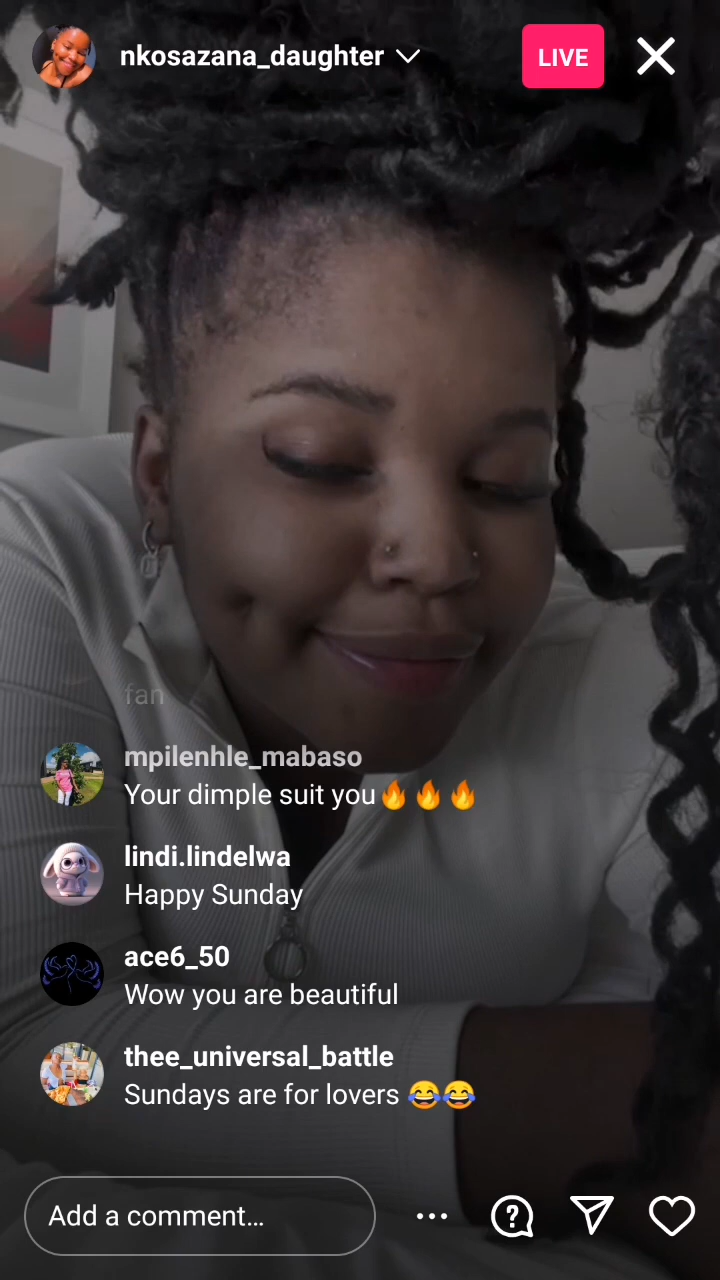 nkosazana_daughter
LIVE
fan
mpilenhle_mabaso
Your dimple suit you🔥🔥🔥
lindi.lindelwa
Happy Sunday
ace6_50
Wow you are beautiful
thee_universal_battle
Sundays are for lovers 😂😂
Add a comment...